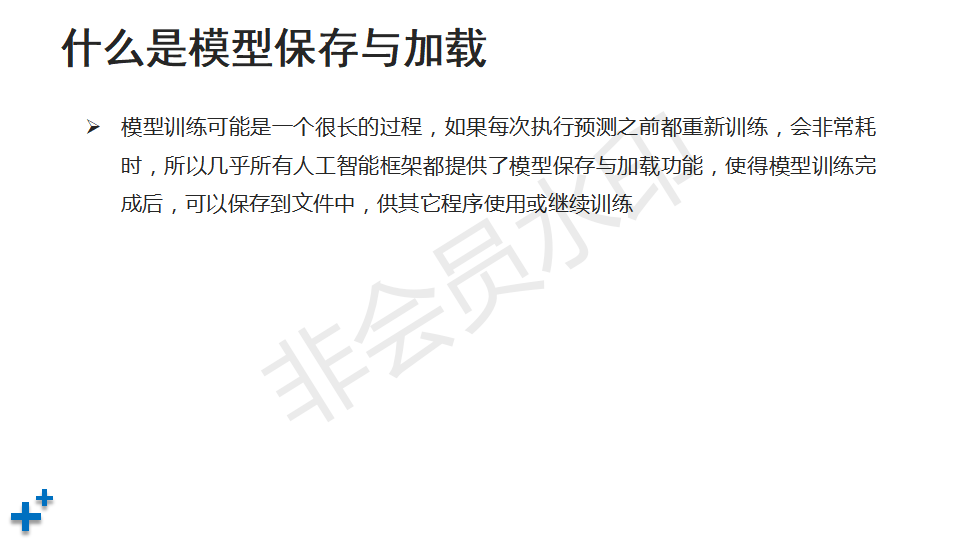 什么是模型保存与加载
➢ 模型训练可能是一个很长的过程，如果每次执行预测之前都重新训练，会非常耗
时，所以几乎所有人工智能框架都提供了模型保存与加载功能，使得模型训练完
成后，可以保存到文件中，供其它程序使用或继续训练
非会员水印